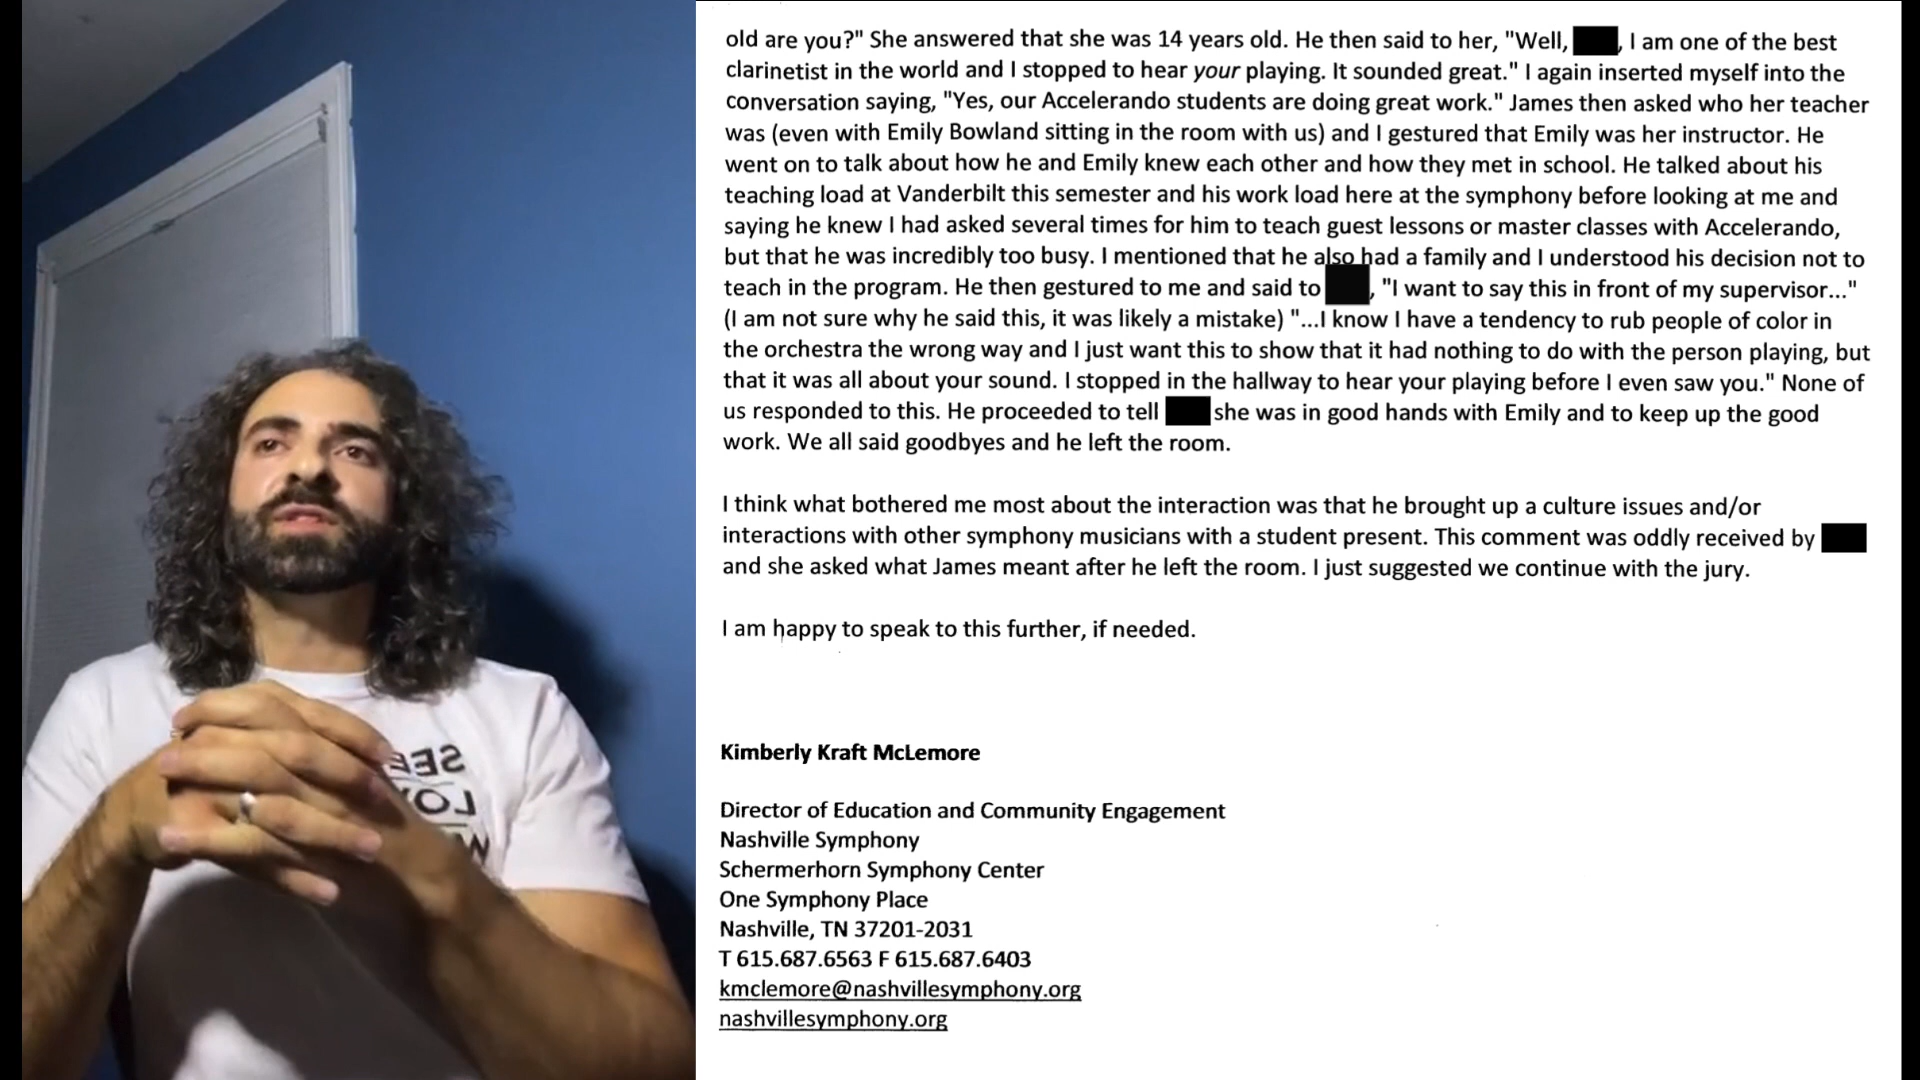 old are you?" She answered that she was 14 years old. He then said to her, "Well, , I am one of the best
clarinetist in the world and I stopped to hear your playing. It sounded great." I again inserted myself into the
conversation saying, "Yes, our Accelerando students are doing great work." James then asked who her teacher
was (even with Emily Bowland sitting in the room with us) and I gestured that Emily was her instructor. He
went on to talk about how he and Emily knew each other and how they met in school. He talked about his
teaching load at Vanderbilt this semester and his work load here at the symphony before looking at me and
saying he knew I had asked several times for him to teach guest lessons or master classes with Accelerando,
but that he was incredibly too busy. I mentioned that he also had a family and I understood his decision not to
teach in the program. He then gestured to me and said to , "I want to say this in front of my supervisor..."
(I am not sure why he said this, it was likely a mistake) "...I know I have a tendency to rub people of color in
the orchestra the wrong way and I just want this to show that it had nothing to do with the person playing, but
that it was all about your sound. I stopped in the hallway to hear your playing before I even saw you." None of
us responded to this. He proceeded to tell she was in good hands with Emily and to keep up the good
work. We all said goodbyes and he left the room.
I think what bothered me most about the interaction was that he brought up a culture issues and/or
interactions with other symphony musicians with a student present. This comment was oddly received by
and she asked what James meant after he left the room. I just suggested we continue with the jury.
I am happy to speak to this further, if needed.
Kimberly Kraft McLemore
Director of Education and Community Engagement
Nashville Symphony
Schermerhorn Symphony Center
One Symphony Place
Nashville, TN 37201-2031
T 615.687.6563 F 615.687.6403
kmclemore@nashvillesymphony.org
nashvillesymphony.org